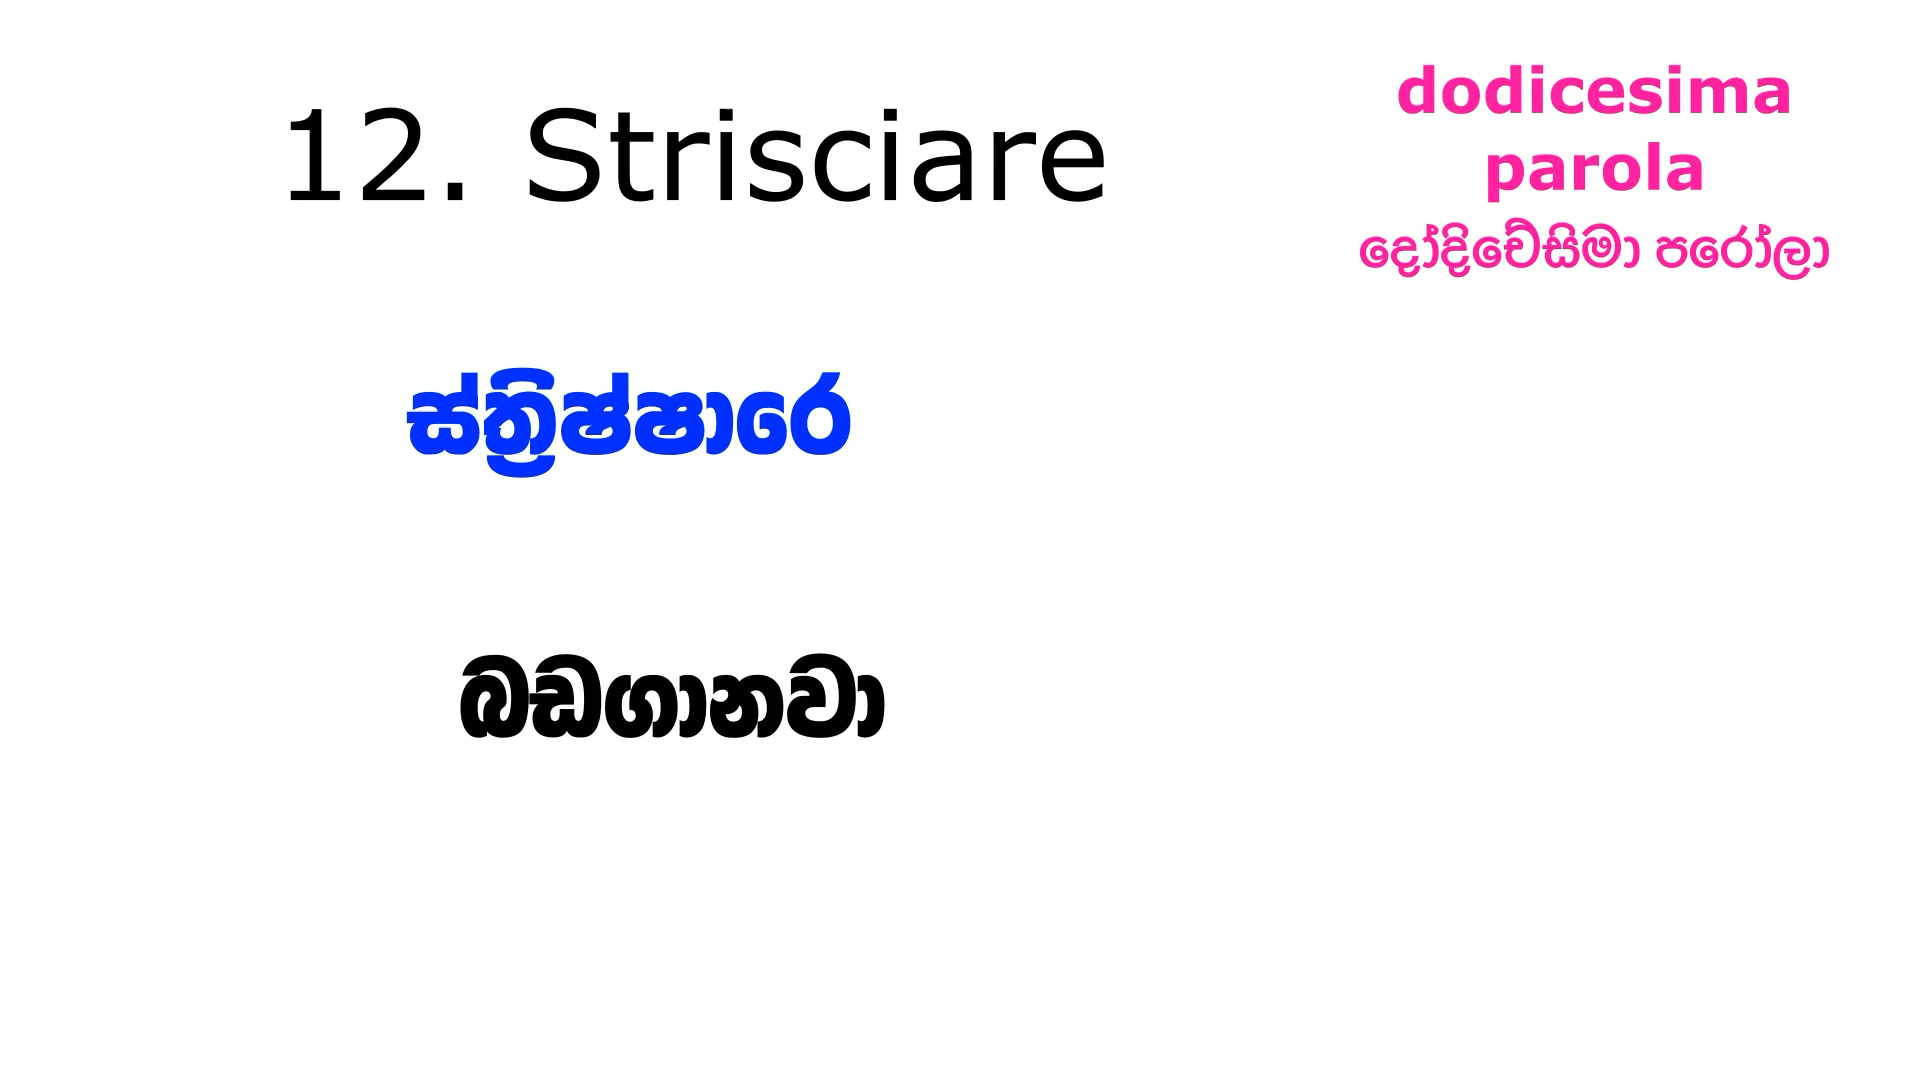 12. Strisciare
dodicesima
parola
දෝදිචේසිමා පරෝලා
ස්ත්‍රිෂ්ෂාරෙ
බඩගානවා